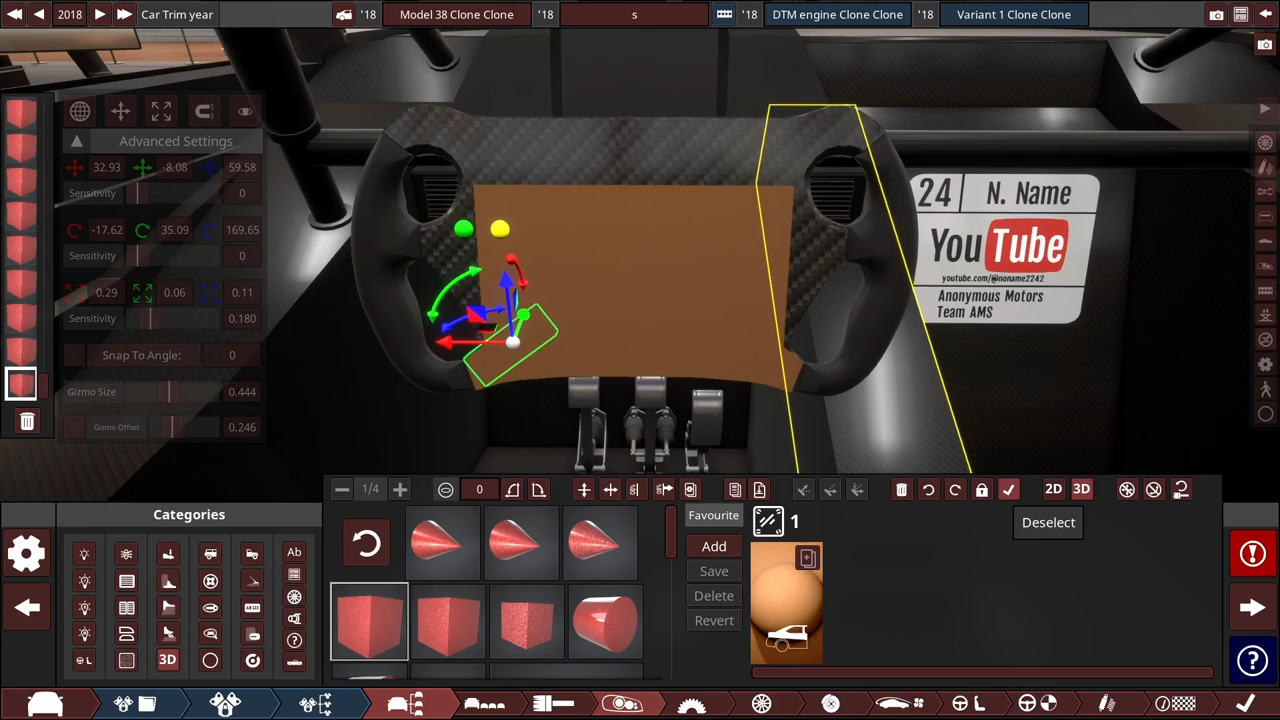 2018 Car Trim year '18 Model 38 Clone Clone '18 s '18 DTM engine Clone Clone '18 Variant 1 Clone Clone
Advanced Settings
32.93 -8.08 59.58
Sensitivity 0
-17.62 35.09 169.65
Sensitivity 0
0.29 0.06 0.11
Sensitivity 0.180
Snap To Angle: 0
Gizmo Size 0.444
Gizmo Offset 0.246
24 N. Name
YouTube
youtube.com/@noname2242
Anonymous Motors
Team AMS
1/4 0 2D 3D
Categories
Ab
AB 123
3D
L
Favourite
Add
Save
Delete
Revert
1
Deselect